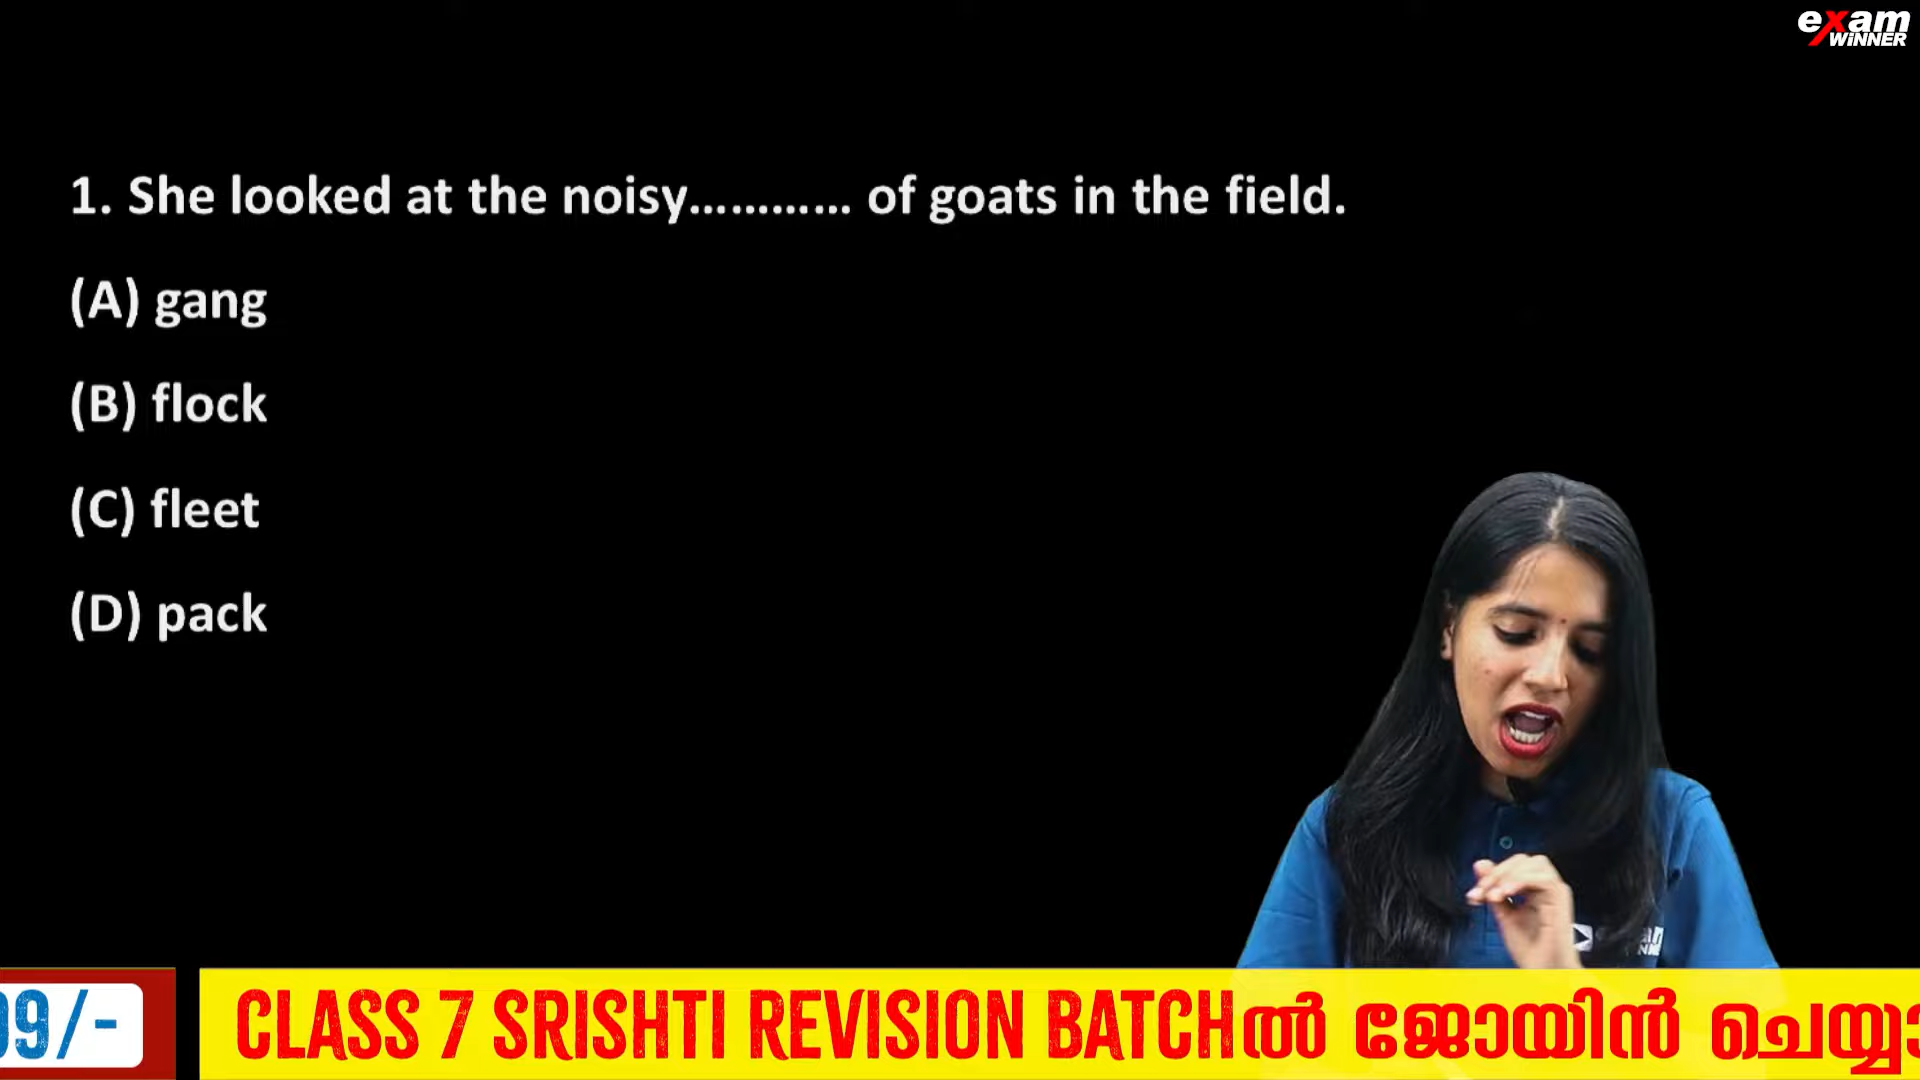 exam
WINNER
1. She looked at the noisy............ of goats in the field.
(A) gang
(B) flock
(C) fleet
(D) pack
99/-
CLASS 7 SRISHTI REVISION BATCHൽ ജോയിൻ